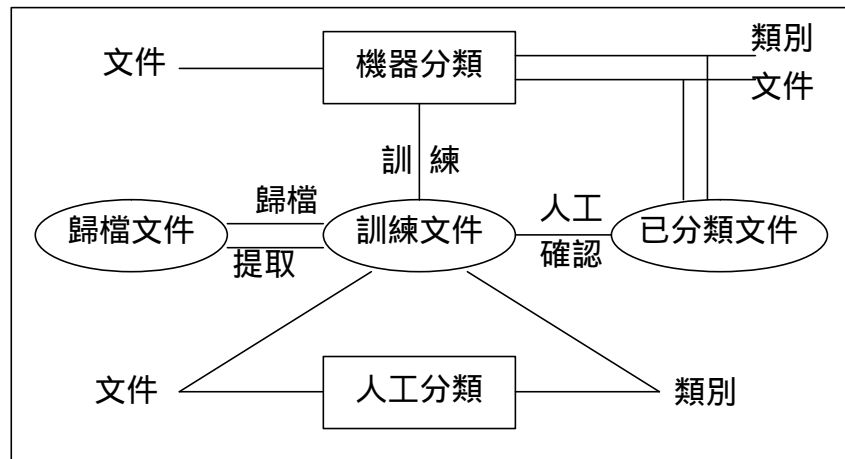 類別
文件
機器分類
文件
訓 練
歸檔
人工
歸檔文件
訓練文件
已分類文件
提取
確認
文件
人工分類
類別